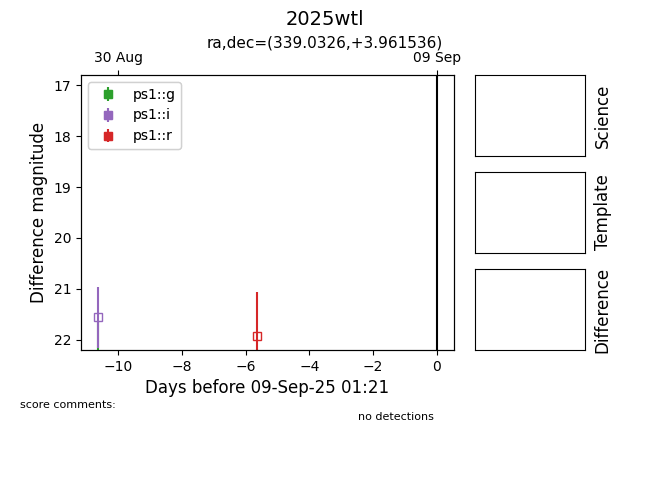 2025wtl
ra,dec=(339.0326,+3.961536)
30 Aug
09 Sep
ps1::g
ps1::i
ps1::r
17
18
19
20
21
22
Difference magnitude
−10
−8
−6
−4
−2
0
Days before 09-Sep-25 01:21
Science
Template
Difference
score comments:
no detections